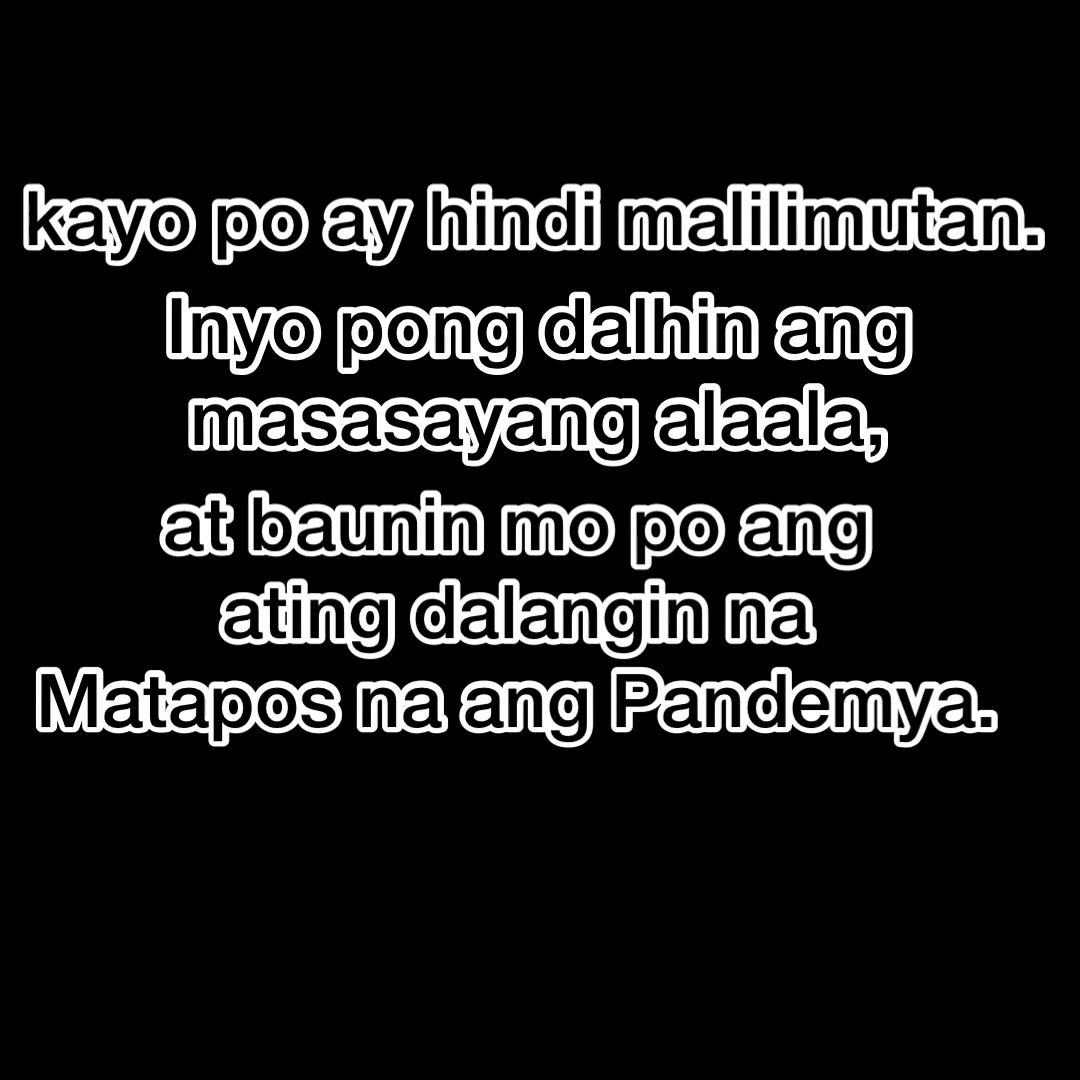 kayo po ay hindi malilimutan.
Inyo pong dalhin ang
masasayang alaala,
at baunin mo po ang
ating dalangin na
Matapos na ang Pandemya.